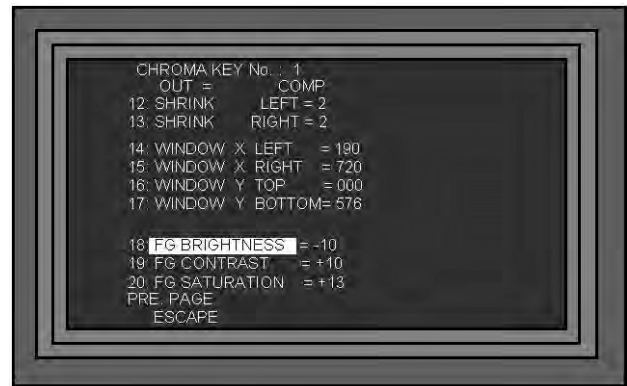 CHROMA KEY No. : 1
OUT = COMP
12: SHRINK LEFT = 2
13: SHRINK RIGHT = 2
14: WINDOW X LEFT = 190
15: WINDOW X RIGHT = 720
16: WINDOW Y TOP = 000
17: WINDOW Y BOTTOM= 576
18: FG BRIGHTNESS = -10
19: FG CONTRAST = +10
20: FG SATURATION = +13
PRE. PAGE
ESCAPE